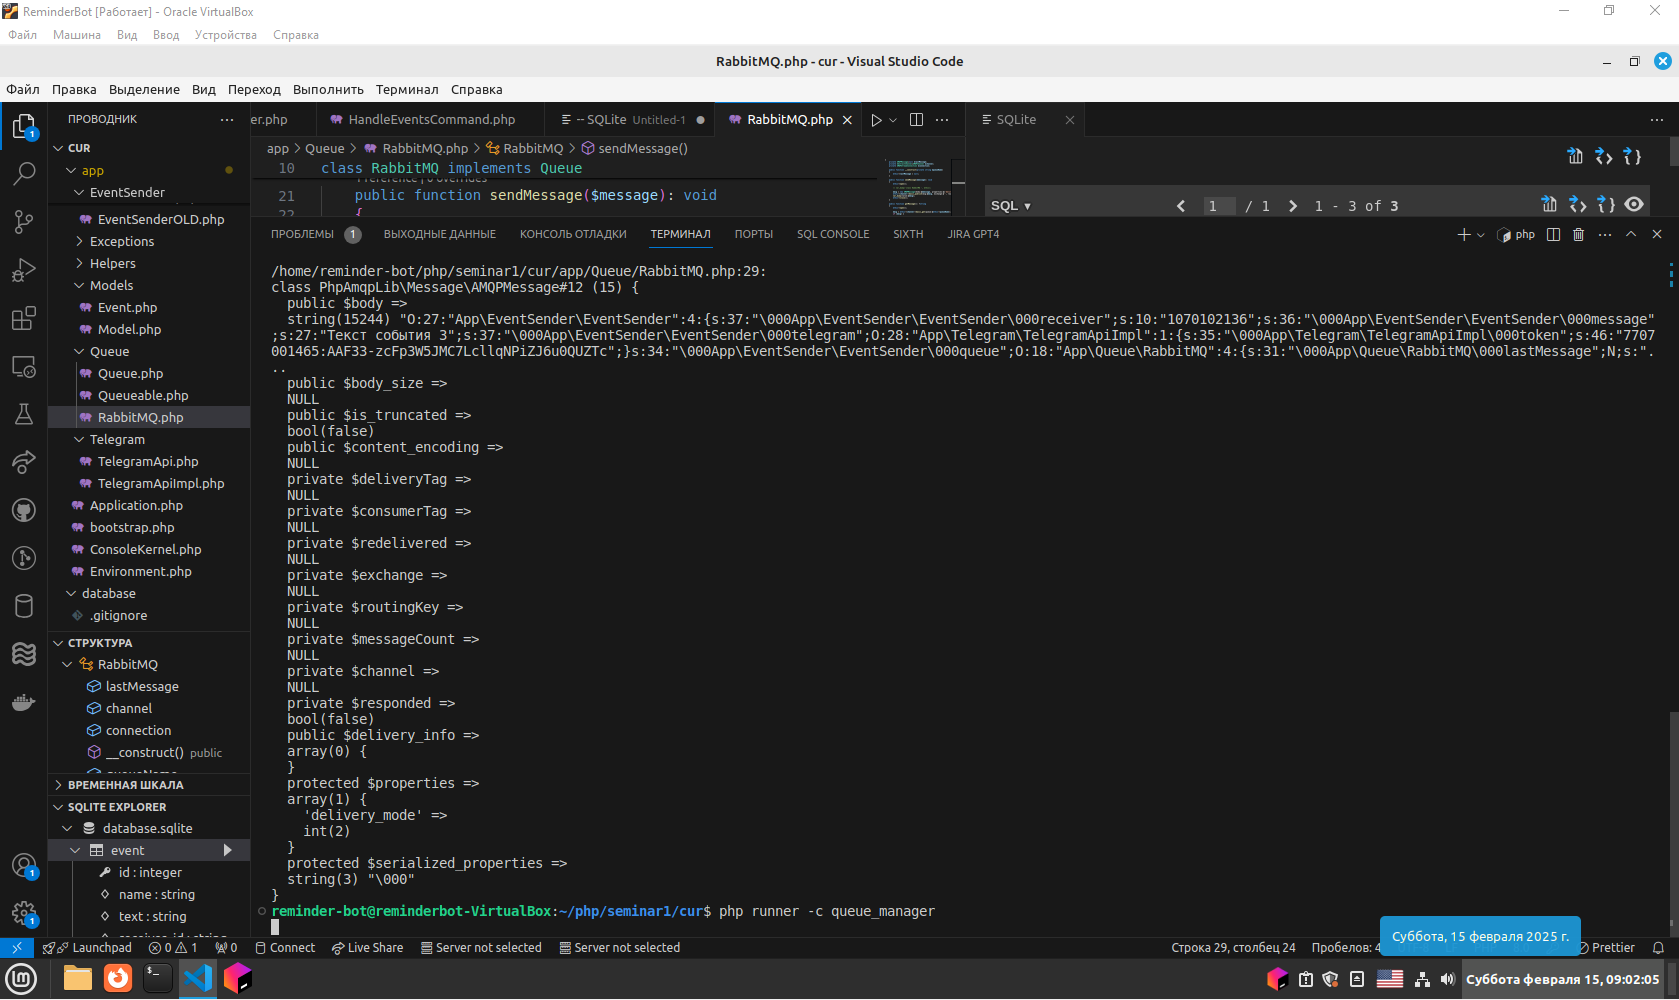 ReminderBot [Работает] - Oracle VirtualBox
Файл Машина Вид Ввод Устройства Справка
RabbitMQ.php - cur - Visual Studio Code
Файл Правка Выделение Вид Переход Выполнить Терминал Справка
ПРОВОДНИК
er.php HandleEventsCommand.php -- SQLite Untitled-1 RabbitMQ.php SQLite
CUR
app > Queue > RabbitMQ.php > RabbitMQ > sendMessage()
10 class RabbitMQ implements Queue
21 public function sendMessage($message): void
22 {
SQL 1 / 1 1 - 3 of 3
app
EventSender
EventSenderOLD.php
Exceptions
Helpers
Models
Event.php
Model.php
Queue
Queue.php
Queueable.php
RabbitMQ.php
Telegram
TelegramApi.php
TelegramApiImpl.php
Application.php
bootstrap.php
ConsoleKernel.php
Environment.php
database
.gitignore
СТРУКТУРА
RabbitMQ
lastMessage
channel
connection
__construct() public
ВРЕМЕННАЯ ШКАЛА
SQLITE EXPLORER
database.sqlite
event
id : integer
name : string
text : string
ПРОБЛЕМЫ 1 ВЫХОДНЫЕ ДАННЫЕ КОНСОЛЬ ОТЛАДКИ ТЕРМИНАЛ ПОРТЫ SQL CONSOLE SIXTH JIRA GPT4 php
/home/reminder-bot/php/seminar1/cur/app/Queue/RabbitMQ.php:29:
class PhpAmqpLib\Message\AMQPMessage#12 (15) {
public $body =>
string(15244) "O:27:"App\EventSender\EventSender":4:{s:37:"\000App\EventSender\EventSender\000receiver";s:10:"1070102136";s:36:"\000App\EventSender\EventSender\000message"
;s:27:"Текст события 3";s:37:"\000App\EventSender\EventSender\000telegram";O:28:"App\Telegram\TelegramApiImpl":1:{s:35:"\000App\Telegram\TelegramApiImpl\000token";s:46:"7707
001465:AAF33-zcFp3W5JMC7LcllqNPiZJ6u0QUZTc";}s:34:"\000App\EventSender\EventSender\000queue";O:18:"App\Queue\RabbitMQ":4:{s:31:"\000App\Queue\RabbitMQ\000lastMessage";N;s:".
..
public $body_size =>
NULL
public $is_truncated =>
bool(false)
public $content_encoding =>
NULL
private $deliveryTag =>
NULL
private $consumerTag =>
NULL
private $redelivered =>
NULL
private $exchange =>
NULL
private $routingKey =>
NULL
private $messageCount =>
NULL
private $channel =>
NULL
private $responded =>
bool(false)
public $delivery_info =>
array(0) {
}
protected $properties =>
array(1) {
'delivery_mode' =>
int(2)
}
protected $serialized_properties =>
string(3) "\000"
}
reminder-bot@reminderbot-VirtualBox:~/php/seminar1/cur$ php runner -c queue_manager
Launchpad 0 1 0 Connect Live Share Server not selected Server not selected Строка 29, столбец 24 Пробелов: 4 Prettier
Суббота, 15 февраля 2025 г.
Суббота февраля 15, 09:02:05